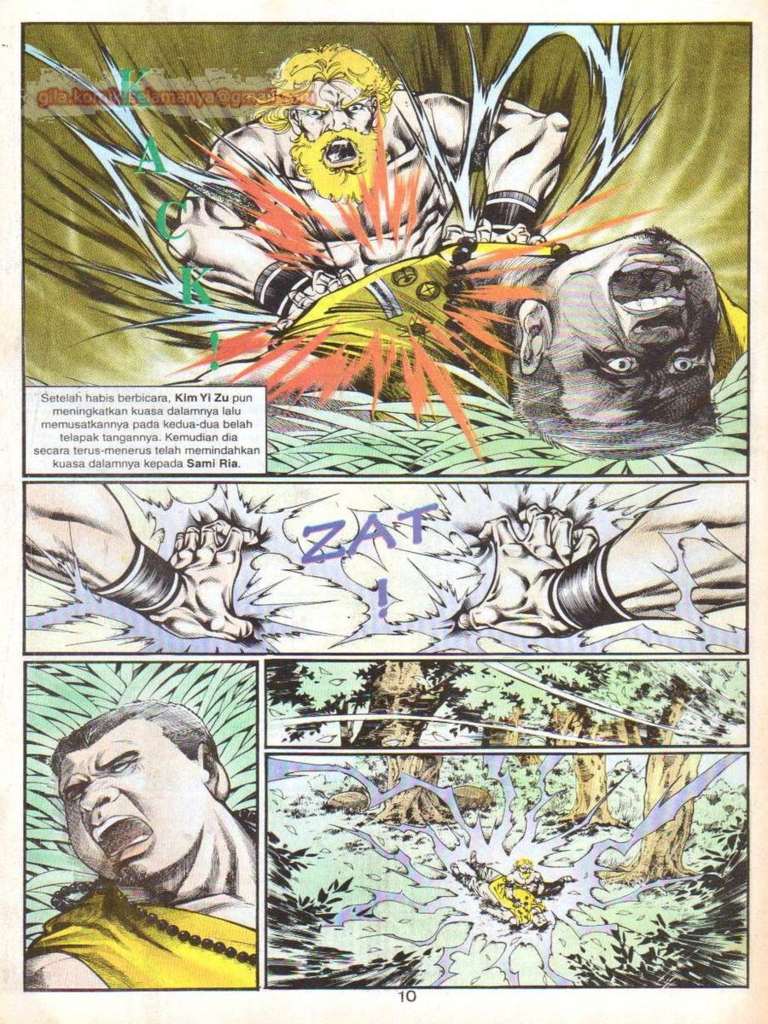 KACK!
Setelah habis berbicara, Kim Yi Zu pun
meningkatkan kuasa dalamnya lalu
memusatkannya pada kedua-dua belah
telapak tangannya. Kemudian dia
secara terus-menerus telah memindahkan
kuasa dalamnya kepada Sami Ria.
ZAT!
10